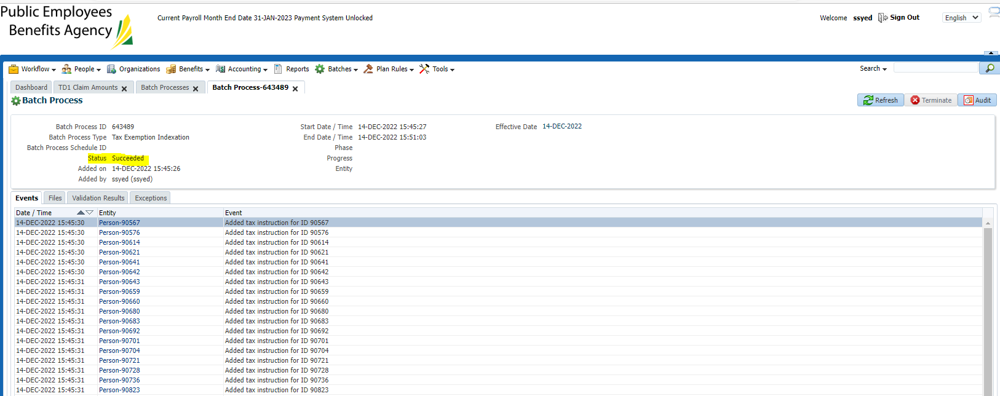 Public Employees
Benefits Agency
Current Payroll Month End Date 31-JAN-2023 Payment System Unlocked
Welcome ssyed Sign Out English
Workflow People Organizations Benefits Accounting Reports Batches Plan Rules Tools Search
Dashboard TD1 Claim Amounts Batch Processes Batch Process-643489
Batch Process
Refresh Terminate Audit
Batch Process ID 643489 Start Date / Time 14-DEC-2022 15:45:27 Effective Date 14-DEC-2022
Batch Process Type Tax Exemption Indexation End Date / Time 14-DEC-2022 15:51:03
Batch Process Schedule ID Phase
Status Succeeded Progress
Added on 14-DEC-2022 15:45:26 Entity
Added by ssyed (ssyed)
Events Files Validation Results Exceptions
Date / Time Entity Event
14-DEC-2022 15:45:30 Person-90567 Added tax instruction for ID 90567
14-DEC-2022 15:45:30 Person-90576 Added tax instruction for ID 90576
14-DEC-2022 15:45:30 Person-90614 Added tax instruction for ID 90614
14-DEC-2022 15:45:30 Person-90621 Added tax instruction for ID 90621
14-DEC-2022 15:45:30 Person-90641 Added tax instruction for ID 90641
14-DEC-2022 15:45:30 Person-90642 Added tax instruction for ID 90642
14-DEC-2022 15:45:31 Person-90643 Added tax instruction for ID 90643
14-DEC-2022 15:45:31 Person-90659 Added tax instruction for ID 90659
14-DEC-2022 15:45:31 Person-90660 Added tax instruction for ID 90660
14-DEC-2022 15:45:31 Person-90680 Added tax instruction for ID 90680
14-DEC-2022 15:45:31 Person-90683 Added tax instruction for ID 90683
14-DEC-2022 15:45:31 Person-90692 Added tax instruction for ID 90692
14-DEC-2022 15:45:31 Person-90701 Added tax instruction for ID 90701
14-DEC-2022 15:45:31 Person-90704 Added tax instruction for ID 90704
14-DEC-2022 15:45:31 Person-90721 Added tax instruction for ID 90721
14-DEC-2022 15:45:31 Person-90728 Added tax instruction for ID 90728
14-DEC-2022 15:45:31 Person-90736 Added tax instruction for ID 90736
14-DEC-2022 15:45:31 Person-90823 Added tax instruction for ID 90823